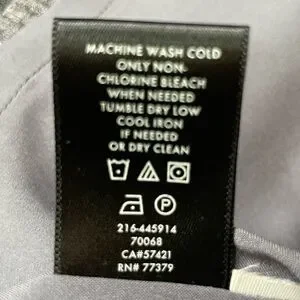 MACHINE WASH COLD
ONLY NON-
CHLORINE BLEACH
WHEN NEEDED
TUMBLE DRY LOW
COOL IRON
IF NEEDED
OR DRY CLEAN
P
216-445914
70068
CA#57421
RN# 77379